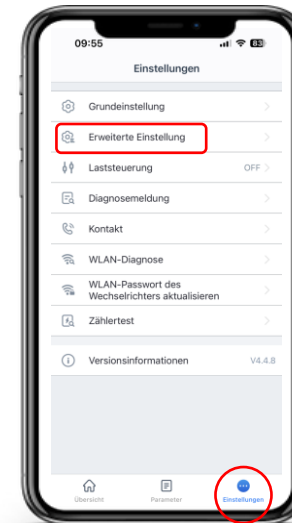 09:55
83
Einstellungen
Grundeinstellung
Erweiterte Einstellung
Laststeuerung OFF
Diagnosemeldung
Kontakt
WLAN-Diagnose
WLAN-Passwort des
Wechselrichters aktualisieren
Zählertest
Versionsinformationen V4.4.8
Übersicht Parameter Einstellungen